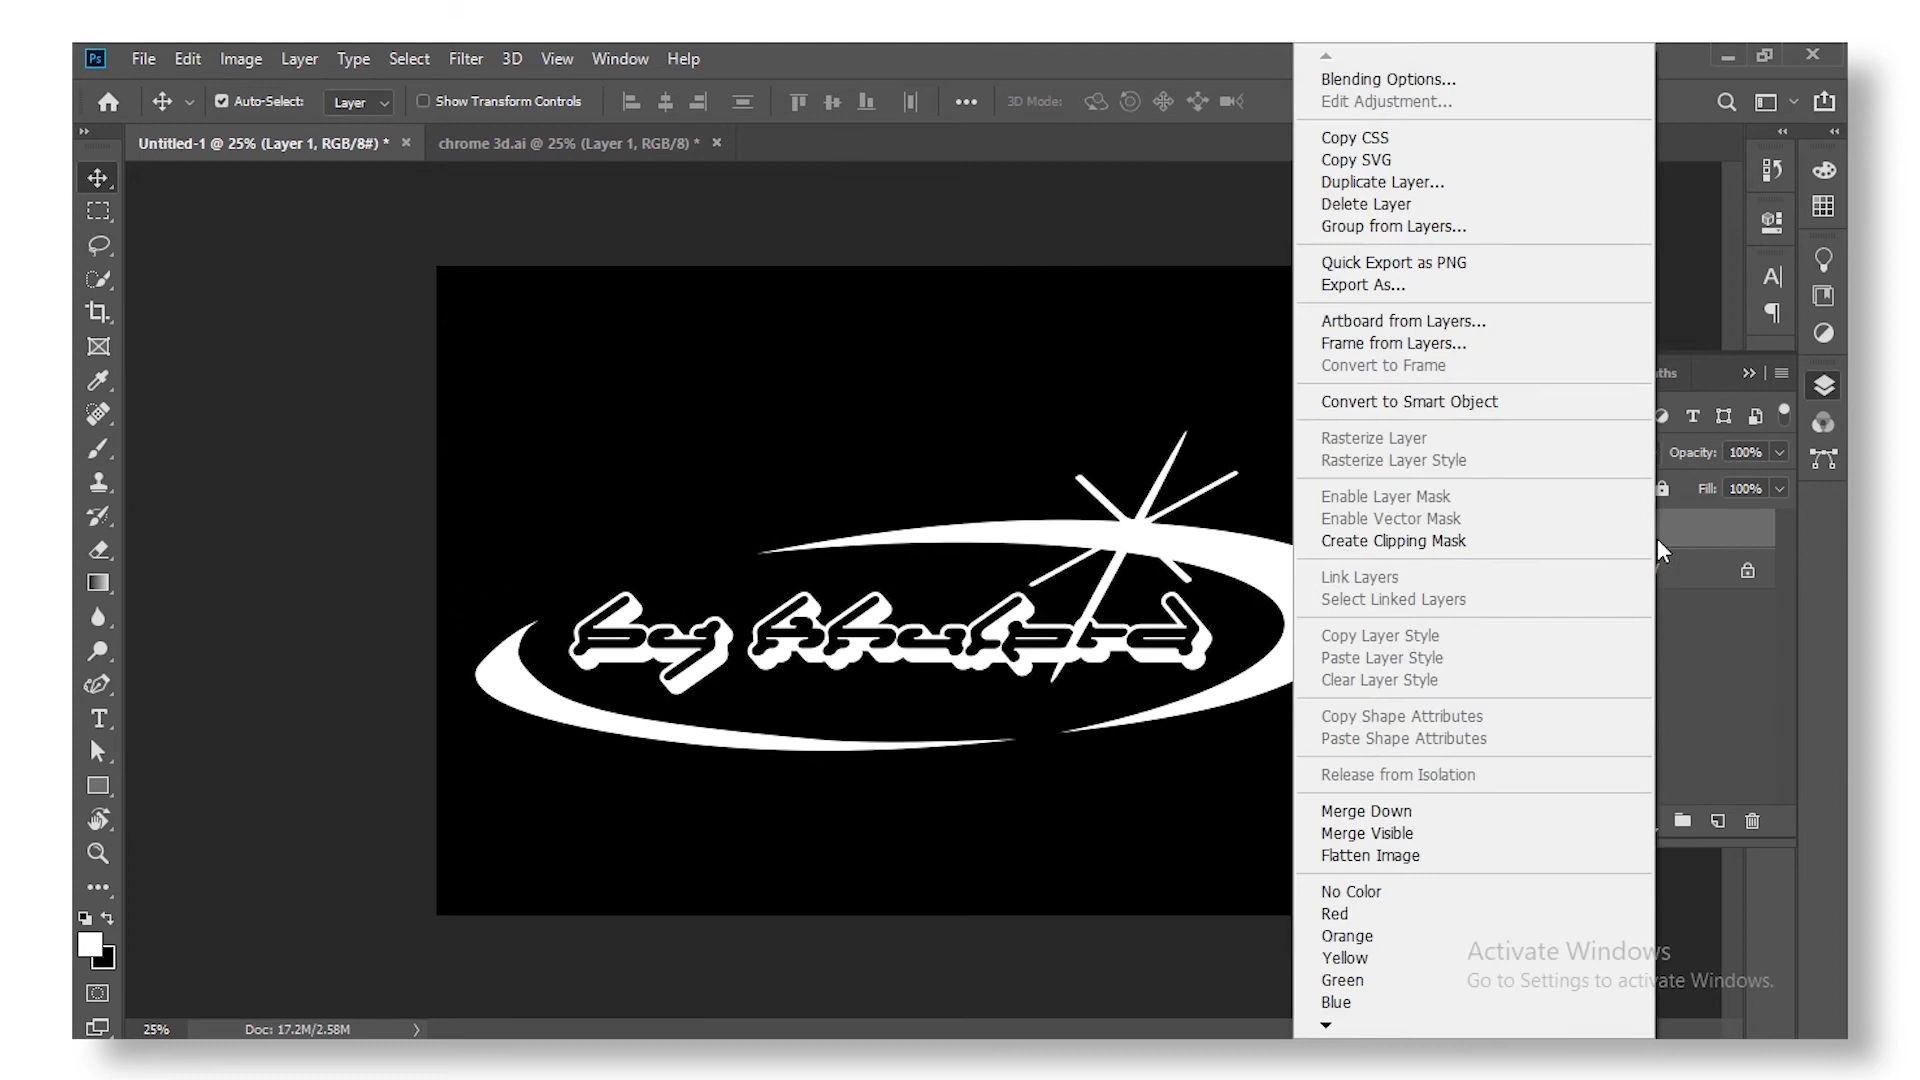 Ps File Edit Image Layer Type Select Filter 3D View Window Help
Auto-Select: Layer Show Transform Controls 3D Mode:
Untitled-1 @ 25% (Layer 1, RGB/8#) * chrome 3d.ai @ 25% (Layer 1, RGB/8) *
Blending Options...
Edit Adjustment...
Copy CSS
Copy SVG
Duplicate Layer...
Delete Layer
Group from Layers...
Quick Export as PNG
Export As...
Artboard from Layers...
Frame from Layers...
Convert to Frame
Convert to Smart Object
Rasterize Layer
Rasterize Layer Style
Enable Layer Mask
Enable Vector Mask
Create Clipping Mask
Link Layers
Select Linked Layers
Copy Layer Style
Paste Layer Style
Clear Layer Style
Copy Shape Attributes
Paste Shape Attributes
Release from Isolation
Merge Down
Merge Visible
Flatten Image
No Color
Red
Orange
Yellow
Green
Blue
Opacity: 100%
Fill: 100%
by
Activate Windows
Go to Settings to activate Windows.
25% Doc: 17.2M/2.58M